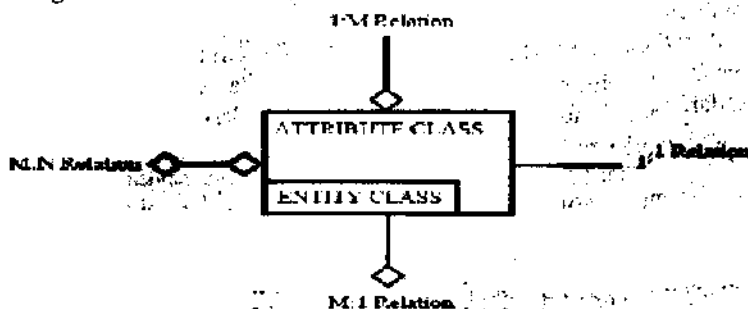 1:M Relation
ATTRIBUTE CLASS
M:N Relation
1:1 Relation
ENTITY CLASS
M:1 Relation